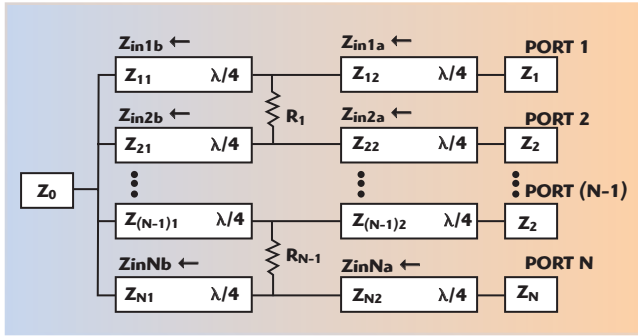 Zin1b ← Zin1a ← PORT 1
Z11 λ/4 Z12 λ/4 Z1
R1
Zin2b ← Zin2a ← PORT 2
Z21 λ/4 Z22 λ/4 Z2
Z0
PORT (N-1)
Z(N-1)1 λ/4 Z(N-1)2 λ/4 Z2
RN-1
ZinNb ← ZinNa ← PORT N
ZN1 λ/4 ZN2 λ/4 ZN